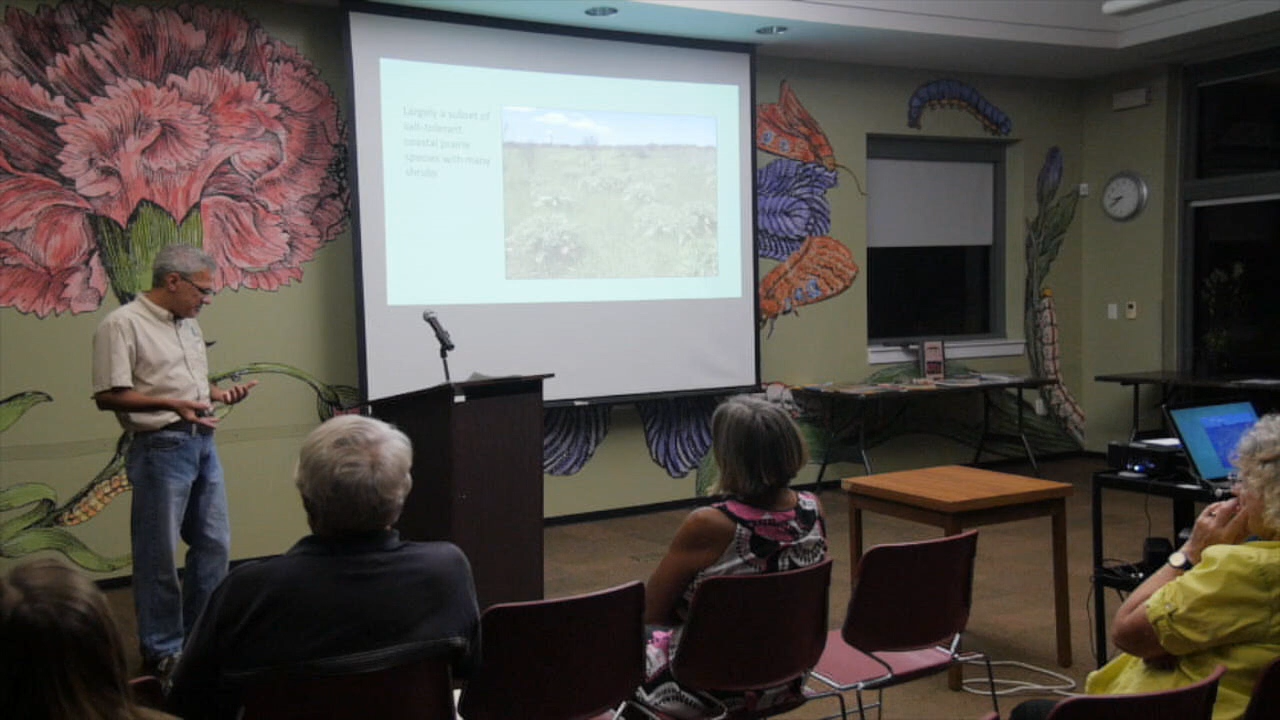 Largely a subset of
salt-tolerant
coastal prairie
species with many
shrubs